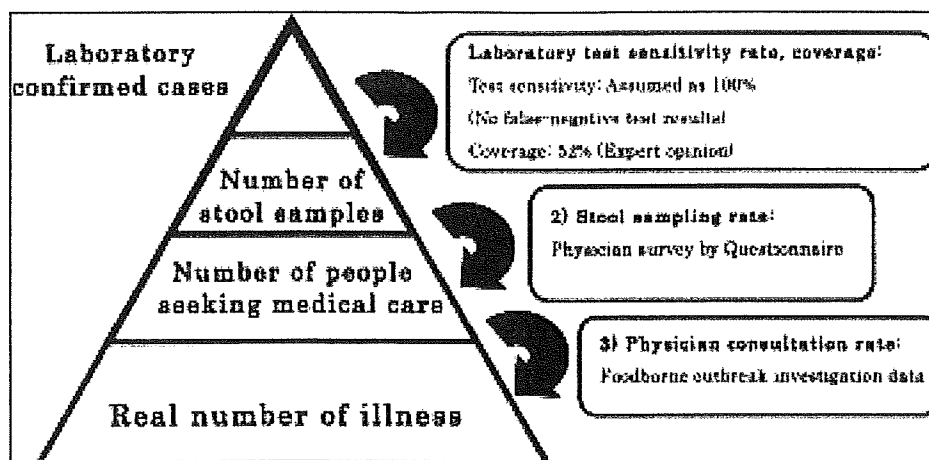 Laboratory
confirmed cases
Number of
stool samples
Number of people
seeking medical care
Real number of illness
Laboratory test sensitivity rate, coverage:
Test sensitivity: Assumed as 100%
(No false-negative test results)
Coverage: 52% (Expert opinion)
2) Stool sampling rate:
Physician survey by Questionnaire
3) Physician consultation rate:
Foodborne outbreak investigation data